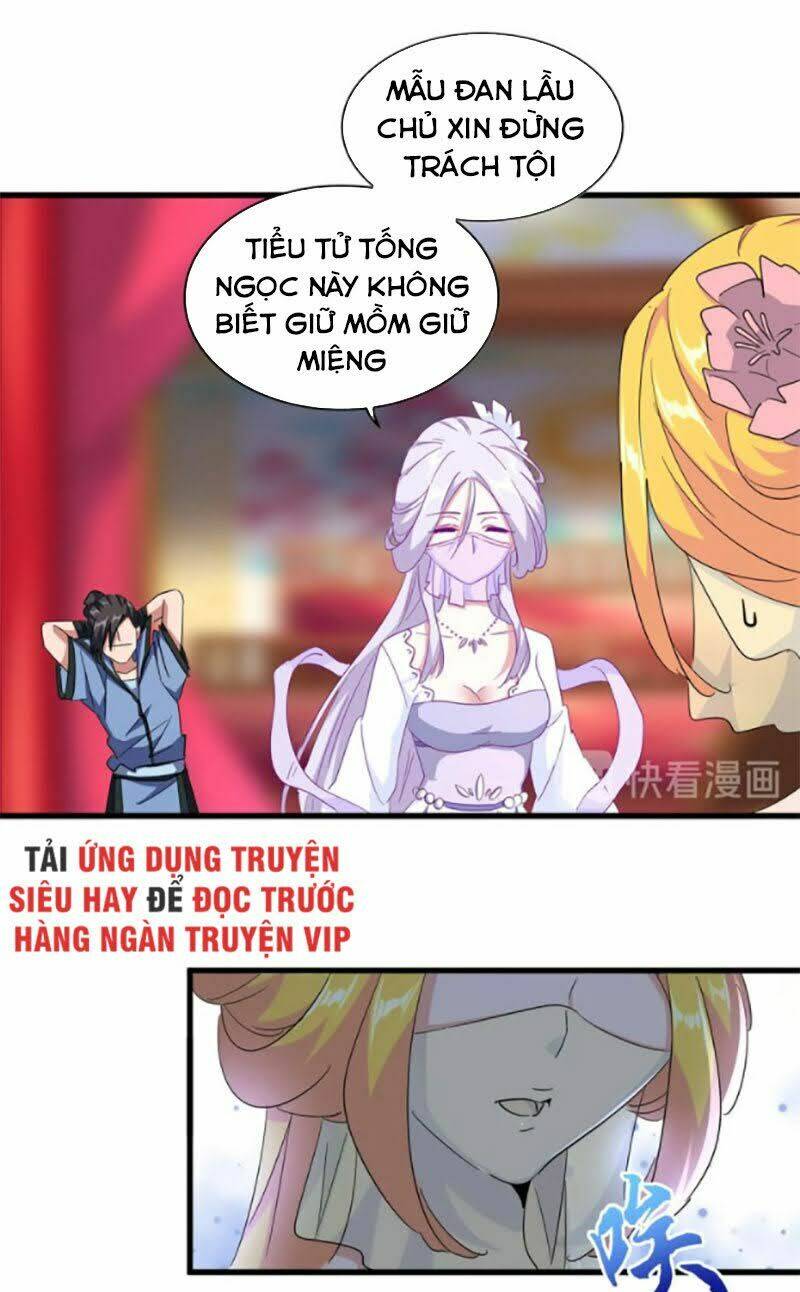 MẪU ĐAN LẦU
CHỦ XIN ĐỪNG
TRÁCH TỘI
TIỂU TỬ TỐNG
NGỌC NÀY KHÔNG
BIẾT GIỮ MỒM GIỮ
MIỆNG
快看漫画
TẢI ỨNG DỤNG TRUYỆN
SIÊU HAY ĐỂ ĐỌC TRƯỚC
HÀNG NGÀN TRUYỆN VIP
唉